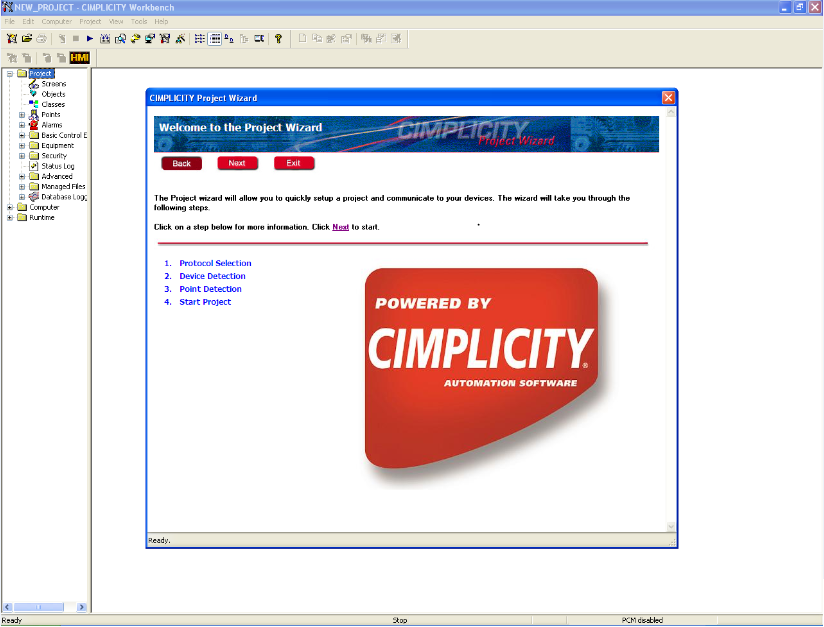 NEW_PROJECT - CIMPLICITY Workbench
File Edit Computer Project View Tools Help
HMI
Project
Screens
Objects
Classes
Points
Alarms
Basic Control E
Equipment
Security
Status Log
Advanced
Managed Files
Database Logg
Computer
Runtime
CIMPLICITY Project Wizard
Welcome to the Project Wizard
CIMPLICITY
Project Wizard
Back Next Exit
The Project wizard will allow you to quickly setup a project and communicate to your devices. The wizard will take you through the
following steps.
Click on a step below for more information. Click Next to start.
1. Protocol Selection
2. Device Detection
3. Point Detection
4. Start Project
POWERED BY
CIMPLICITY®
AUTOMATION SOFTWARE
Ready.
Ready Stop PCM disabled